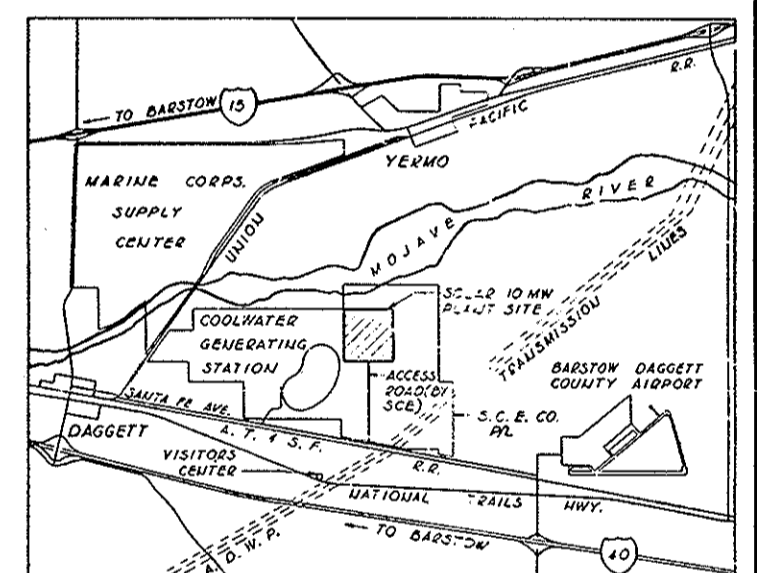 TO BARSTOW
15
R.R.
PACIFIC
YERMO
MARINE CORPS.
SUPPLY
CENTER
UNION
MOJAVE
RIVER
SOLAR 10 MW
PLANT SITE
TRANSMISSION
LINES
COOLWATER
GENERATING
STATION
ACCESS
ROAD (BY
SCE)
BARSTOW DAGGETT
COUNTY AIRPORT
S.C.E. CO.
SANTA FE AVE.
DAGGETT
A. T. & S. F.
R.R.
VISITORS
CENTER
NATIONAL TRAILS HWY.
TO BARSTOW
40